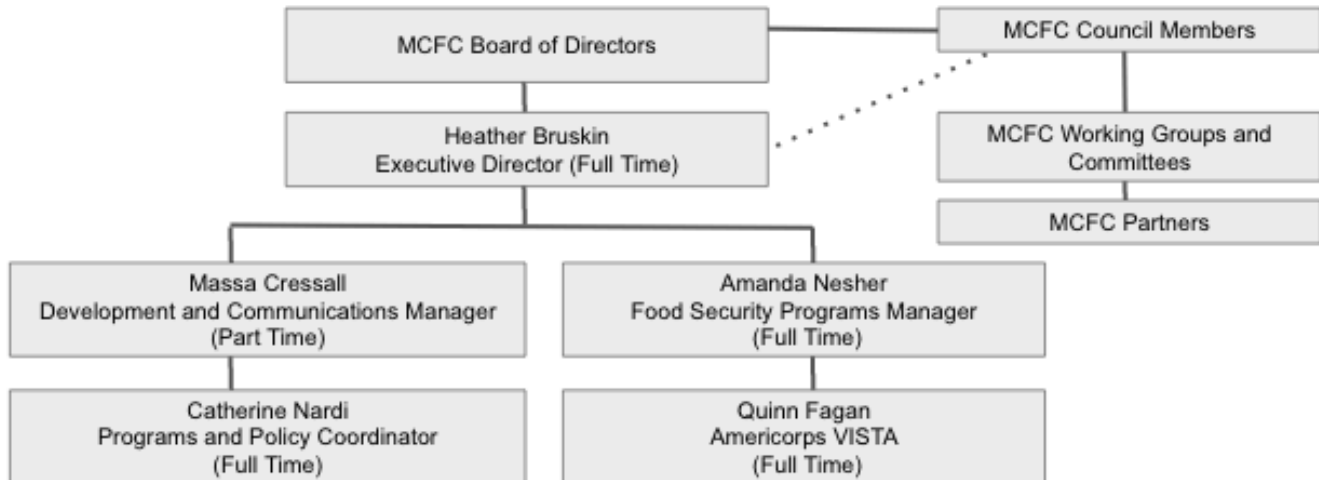 MCFC Board of Directors
MCFC Council Members
Heather Bruskin
Executive Director (Full Time)
MCFC Working Groups and
Committees
MCFC Partners
Massa Cressall
Development and Communications Manager
(Part Time)
Amanda Nesher
Food Security Programs Manager
(Full Time)
Catherine Nardi
Programs and Policy Coordinator
(Full Time)
Quinn Fagan
Americorps VISTA
(Full Time)